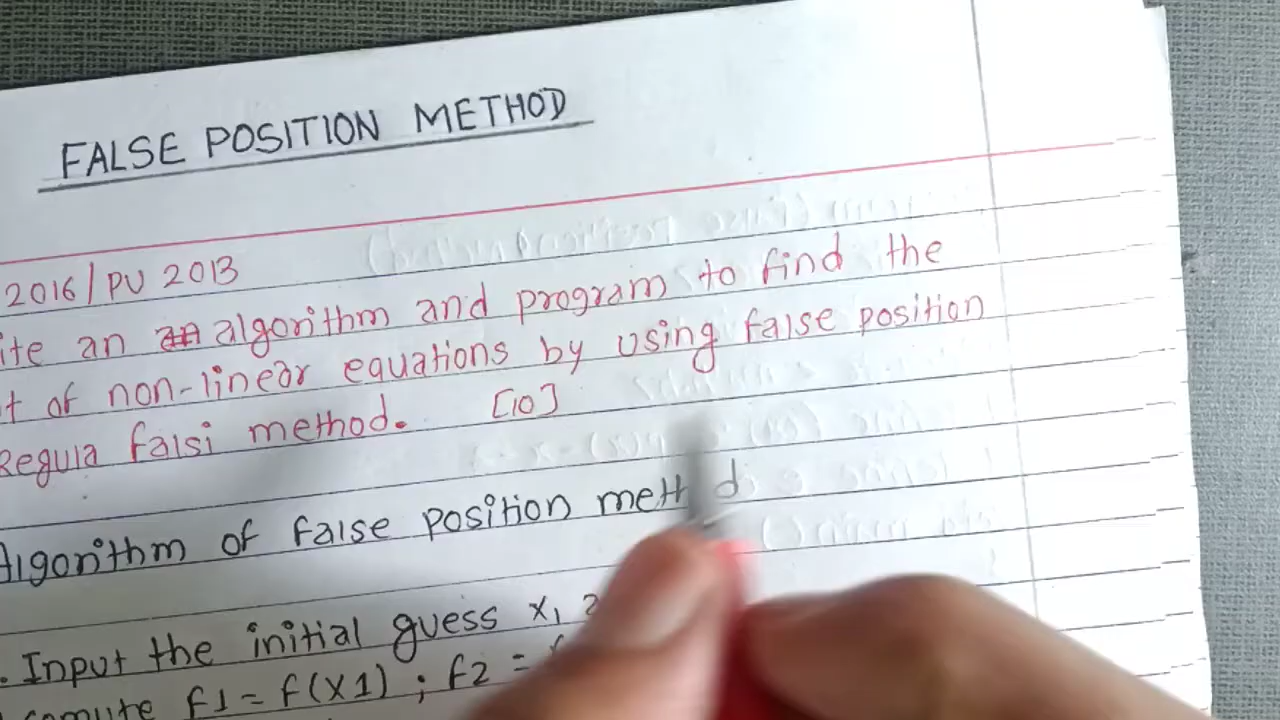 FALSE POSITION METHOD
2016/PU 2013
ite an an algorithm and program to find the
t of non-linear equations by using false position
Regula falsi method. [10]
Algorithm of false position
. Input the initial guess x1
comute f1 = f(x1) ; f2 =